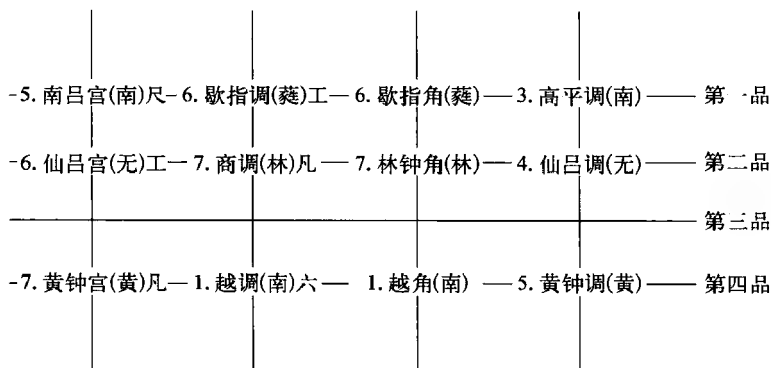 5. 南吕宫(南)尺 6. 歇指调(蕤)工 6. 歇指角(蕤) 3. 高平调(南) 第一品
6. 仙吕宫(无)工 7. 商调(林)凡 7. 林钟角(林) 4. 仙吕调(无) 第二品
第三品
7. 黄钟宫(黄)凡 1. 越调(南)六 1. 越角(南) 5. 黄钟调(黄) 第四品